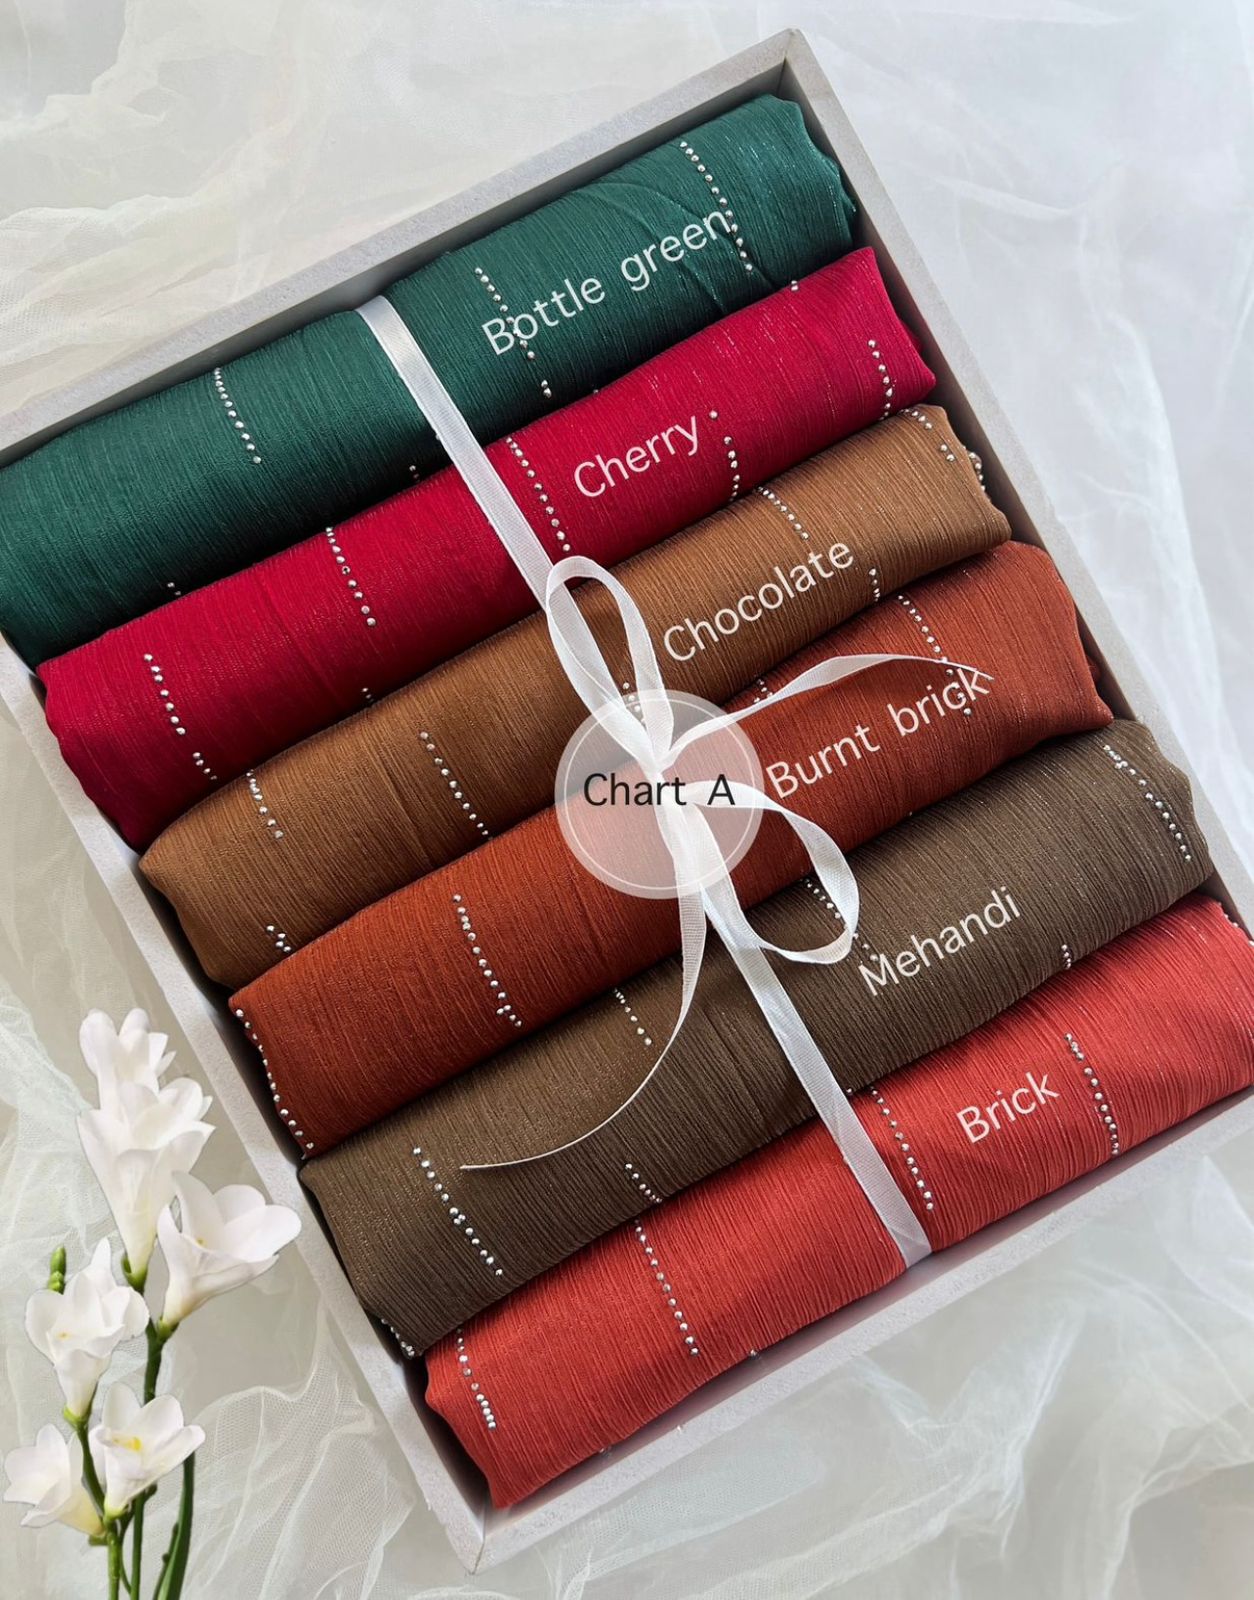 Bottle green
Cherry
Chocolate
Burnt brick
Chart A
Mehandi
Brick